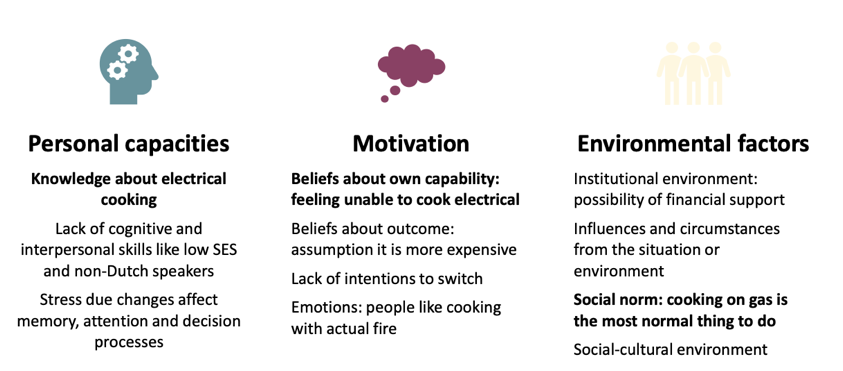 Personal capacities
Knowledge about electrical
cooking
Lack of cognitive and
interpersonal skills like low SES
and non-Dutch speakers
Stress due changes affect
memory, attention and decision
processes
Motivation
Beliefs about own capability:
feeling unable to cook electrical
Beliefs about outcome:
assumption it is more expensive
Lack of intentions to switch
Emotions: people like cooking
with actual fire
Environmental factors
Institutional environment:
possibility of financial support
Influences and circumstances
from the situation or
environment
Social norm: cooking on gas is
the most normal thing to do
Social-cultural environment